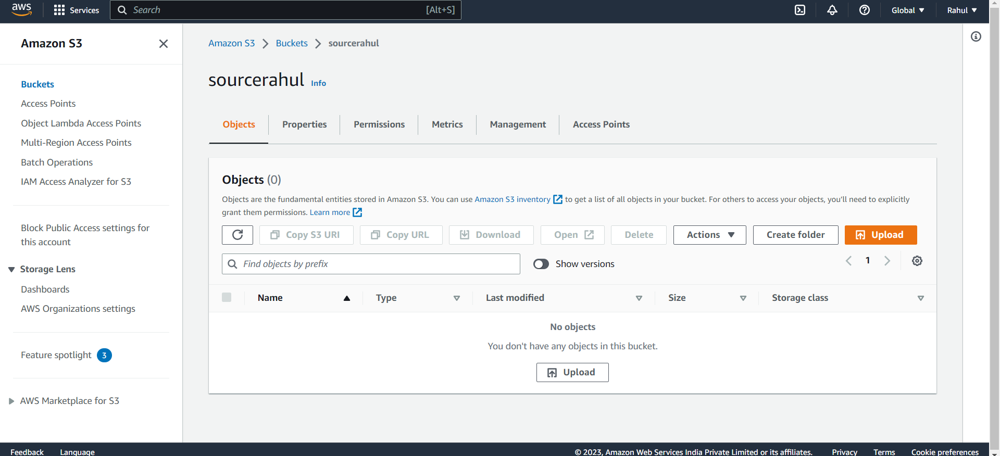 aws
Services
Search
[Alt+S]
Global
Rahul
Amazon S3
Buckets
Access Points
Object Lambda Access Points
Multi-Region Access Points
Batch Operations
IAM Access Analyzer for S3
Block Public Access settings for
this account
Storage Lens
Dashboards
AWS Organizations settings
Feature spotlight 3
AWS Marketplace for S3
Amazon S3 Buckets sourcerahul
sourcerahul Info
Objects Properties Permissions Metrics Management Access Points
Objects (0)
Objects are the fundamental entities stored in Amazon S3. You can use Amazon S3 inventory to get a list of all objects in your bucket. For others to access your objects, you’ll need to explicitly
grant them permissions. Learn more
Copy S3 URI Copy URL Download Open Delete Actions Create folder Upload
Find objects by prefix Show versions 1
Name Type Last modified Size Storage class
No objects
You don't have any objects in this bucket.
Upload
Feedback Language © 2023, Amazon Web Services India Private Limited or its affiliates. Privacy Terms Cookie preferences